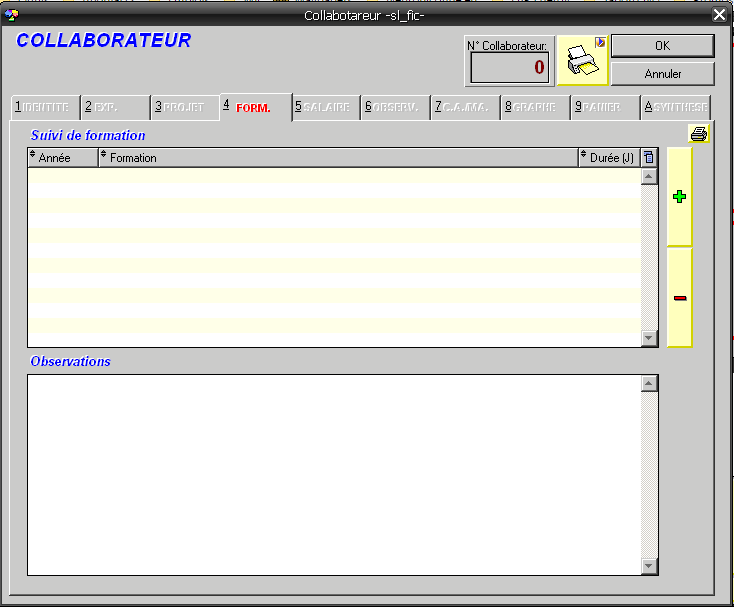 Collabotareur -sl_fic-
COLLABORATEUR
N° Collaborateur:
0
OK
Annuler
1 IDENTITE 2 EXP. 3 PROJET 4 FORM. 5 SALAIRE 6 OBSERV. 7 C.A./MA. 8 GRAPHE 9 PANIER A SYNTHESE
Suivi de formation
Année Formation Durée (J)
Observations